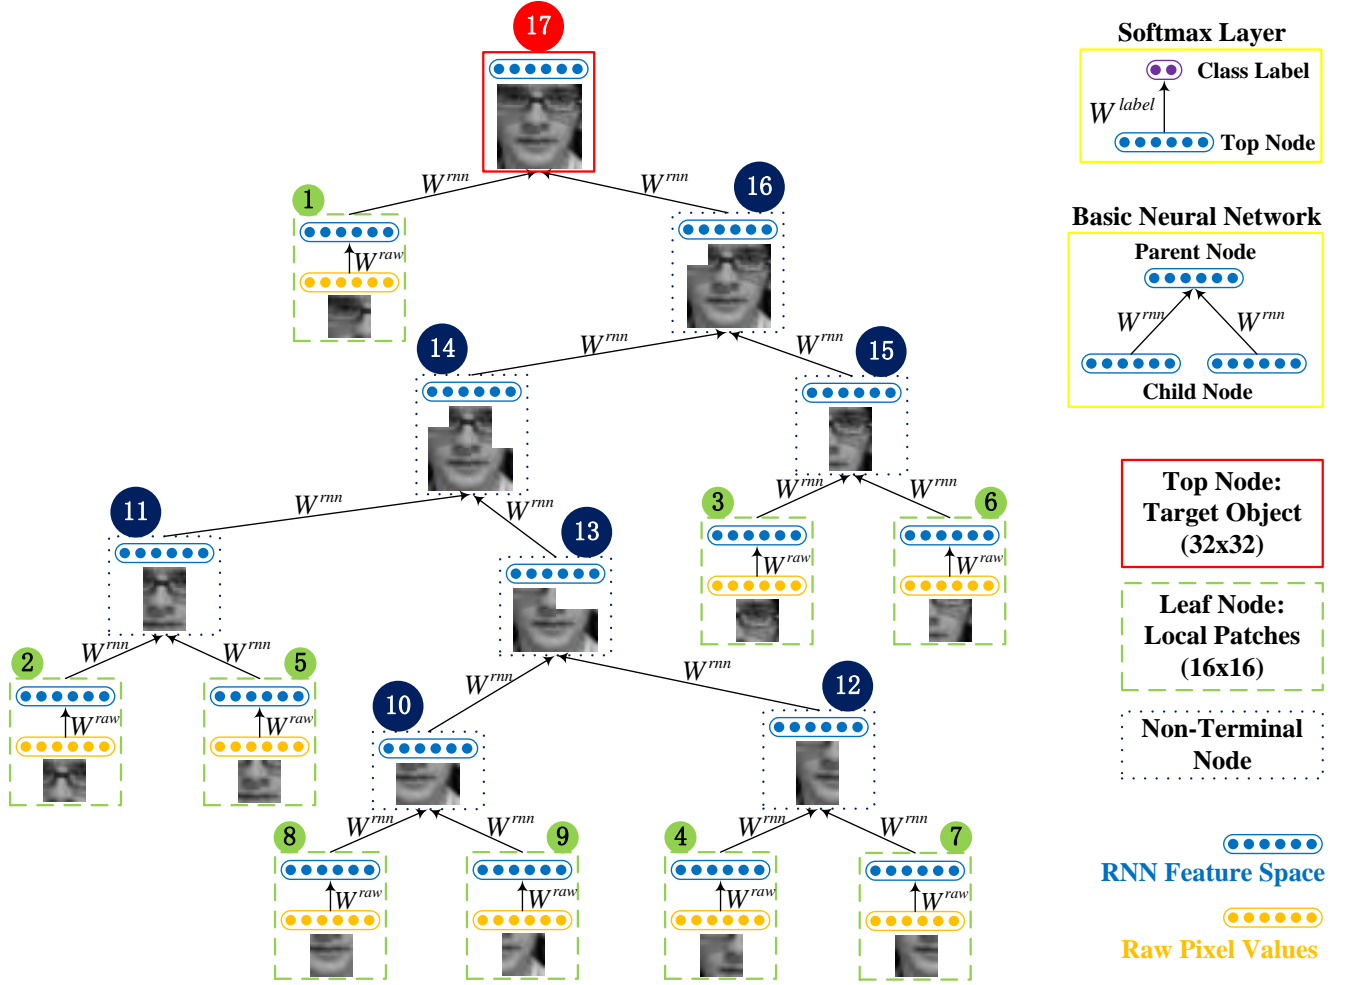 17
W^rnn
W^rnn
1
16
W^raw
14
W^rnn
W^rnn
15
11
W^rnn
W^rnn
13
3
W^rnn
W^rnn
6
W^raw
W^raw
2
W^rnn
W^rnn
5
W^raw
W^raw
10
W^rnn
W^rnn
12
8
W^rnn
W^rnn
9
4
W^rnn
W^rnn
7
W^raw
W^raw
W^raw
W^raw
Softmax Layer
Class Label
W^label
Top Node
Basic Neural Network
Parent Node
W^rnn
W^rnn
Child Node
Top Node:
Target Object
(32x32)
Leaf Node:
Local Patches
(16x16)
Non-Terminal
Node
RNN Feature Space
Raw Pixel Values